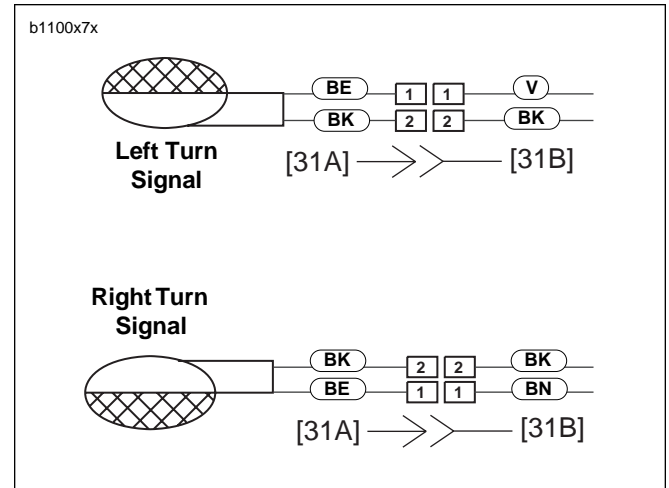 b1100x7x
BE 1 1 V
BK 2 2 BK
Left Turn
Signal
[31A] [31B]
Right Turn
Signal
BK 2 2 BK
BE 1 1 BN
[31A] [31B]